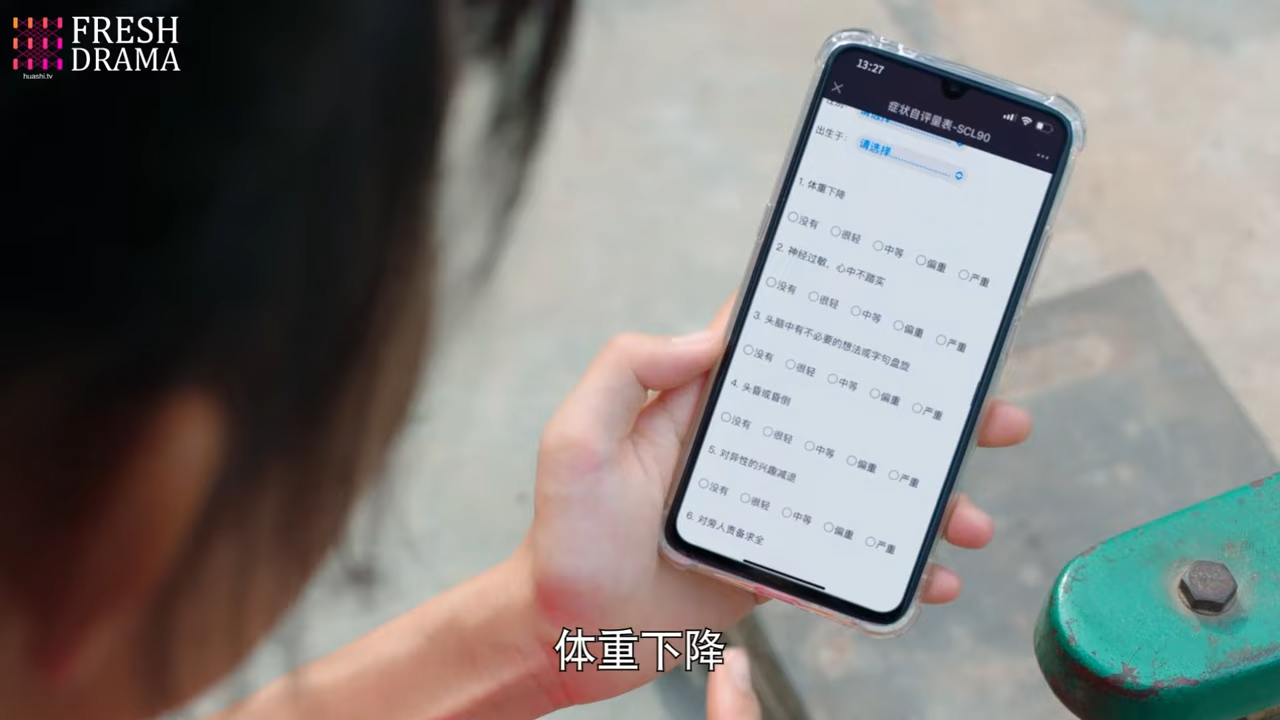 FRESH
DRAMA
huashi.tv
13:27
症状自评量表-SCL90
请选择
出生于:
请选择
1. 体重下降
没有 很轻 中等 偏重 严重
2. 神经过敏，心中不踏实
没有 很轻 中等 偏重 严重
3. 头脑中有不必要的想法或字句盘旋
没有 很轻 中等 偏重 严重
4. 头昏或昏倒
没有 很轻 中等 偏重 严重
5. 对异性的兴趣减退
没有 很轻 中等 偏重 严重
6. 对旁人责备求全
体重下降